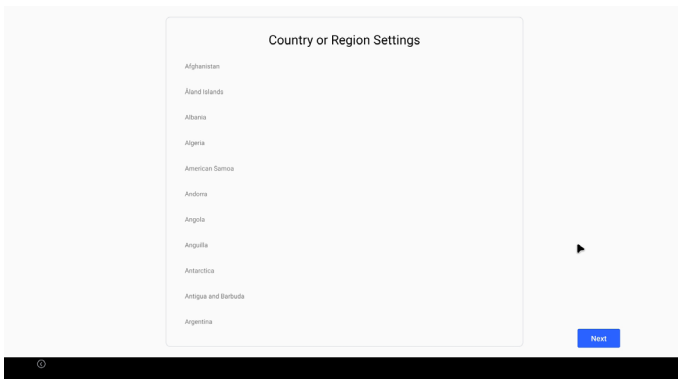 Country or Region Settings
Afghanistan
Åland Islands
Albania
Algeria
American Samoa
Andorra
Angola
Anguilla
Antarctica
Antigua and Barbuda
Argentina
Next